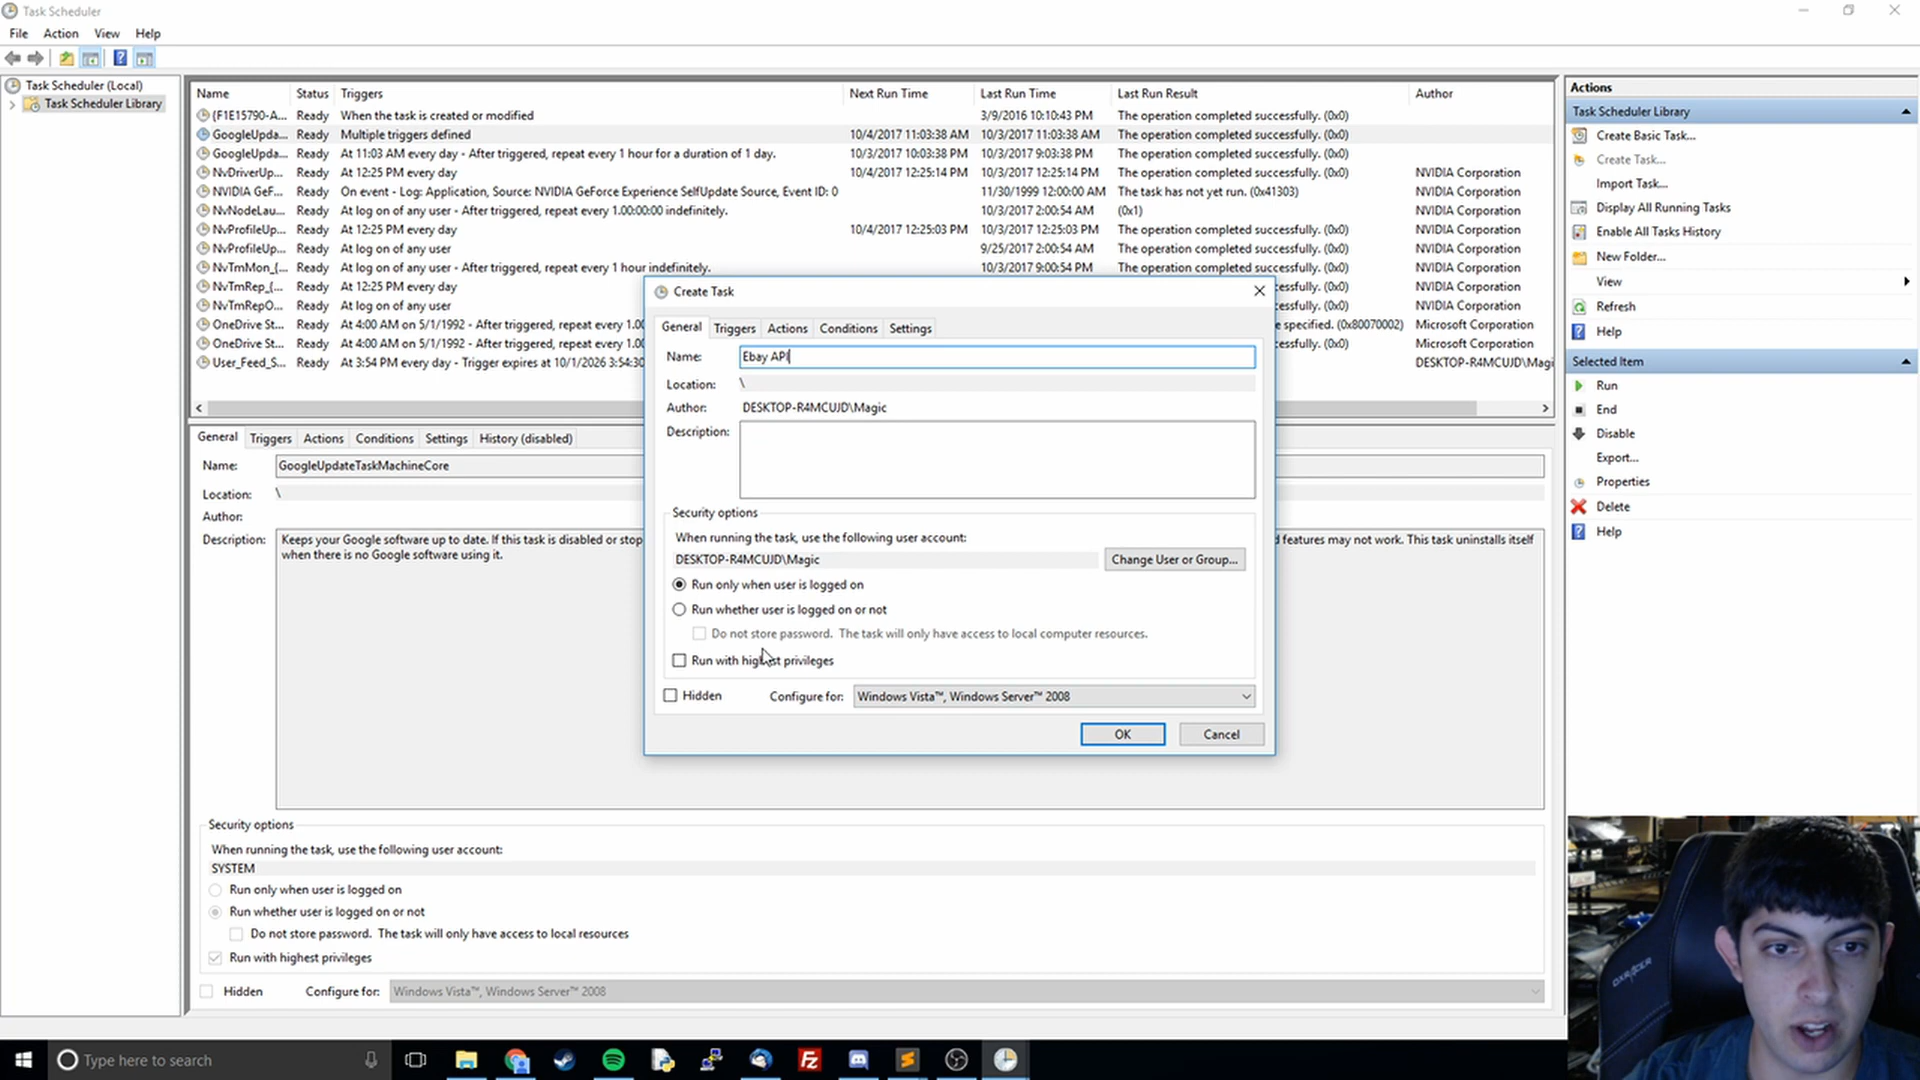 Task Scheduler
File Action View Help
Task Scheduler (Local)
Task Scheduler Library
Name Status Triggers Next Run Time Last Run Time Last Run Result Author
{F1E15790-A... Ready When the task is created or modified 3/9/2016 10:10:43 PM The operation completed successfully. (0x0)
GoogleUpda... Ready Multiple triggers defined 10/4/2017 11:03:38 AM 10/3/2017 11:03:38 AM The operation completed successfully. (0x0)
GoogleUpda... Ready At 11:03 AM every day - After triggered, repeat every 1 hour for a duration of 1 day. 10/3/2017 10:03:38 PM 10/3/2017 9:03:38 PM The operation completed successfully. (0x0)
NvDriverUp... Ready At 12:25 PM every day 10/4/2017 12:25:14 PM 10/3/2017 12:25:14 PM The operation completed successfully. (0x0) NVIDIA Corporation
NVIDIA GeF... Ready On event - Log: Application, Source: NVIDIA GeForce Experience SelfUpdate Source, Event ID: 0 11/30/1999 12:00:00 AM The task has not yet run. (0x41303) NVIDIA Corporation
NvNodeLau... Ready At log on of any user - After triggered, repeat every 1.00:00:00 indefinitely. 10/3/2017 2:00:54 AM (0x1) NVIDIA Corporation
NvProfileUp... Ready At 12:25 PM every day 10/4/2017 12:25:03 PM 10/3/2017 12:25:03 PM The operation completed successfully. (0x0) NVIDIA Corporation
NvProfileUp... Ready At log on of any user 9/25/2017 2:00:54 AM The operation completed successfully. (0x0) NVIDIA Corporation
NvTmMon_{... Ready At log on of any user - After triggered, repeat every 1 hour indefinitely. 10/3/2017 9:00:54 PM The operation completed successfully. (0x0) NVIDIA Corporation
NvTmRep_{... Ready At 12:25 PM every day cessfully. (0x0) NVIDIA Corporation
NvTmRepO... Ready At log on of any user cessfully. (0x0) NVIDIA Corporation
OneDrive St... Ready At 4:00 AM on 5/1/1992 - After triggered, repeat every 1.00 e specified. (0x80070002) Microsoft Corporation
OneDrive St... Ready At 4:00 AM on 5/1/1992 - After triggered, repeat every 1.00 cessfully. (0x0) Microsoft Corporation
User_Feed_S... Ready At 3:54 PM every day - Trigger expires at 10/1/2026 3:54:30 DESKTOP-R4MCUJD\Magi
General Triggers Actions Conditions Settings History (disabled)
Name: GoogleUpdateTaskMachineCore
Location: \
Author:
Description: Keeps your Google software up to date. If this task is disabled or stop d features may not work. This task uninstalls itself
when there is no Google software using it.
Security options
When running the task, use the following user account:
SYSTEM
Run only when user is logged on
Run whether user is logged on or not
Do not store password. The task will only have access to local resources
Run with highest privileges
Hidden Configure for: Windows Vista™, Windows Server™ 2008
Create Task
General Triggers Actions Conditions Settings
Name: Ebay API
Location: \
Author: DESKTOP-R4MCUJD\Magic
Description:
Security options
When running the task, use the following user account:
DESKTOP-R4MCUJD\Magic Change User or Group...
Run only when user is logged on
Run whether user is logged on or not
Do not store password. The task will only have access to local computer resources.
Run with highest privileges
Hidden Configure for: Windows Vista™, Windows Server™ 2008
OK Cancel
Actions
Task Scheduler Library
Create Basic Task...
Create Task...
Import Task...
Display All Running Tasks
Enable All Tasks History
New Folder...
View
Refresh
Help
Selected Item
Run
End
Disable
Export...
Properties
Delete
Help
DXRACER
Type here to search
Fz